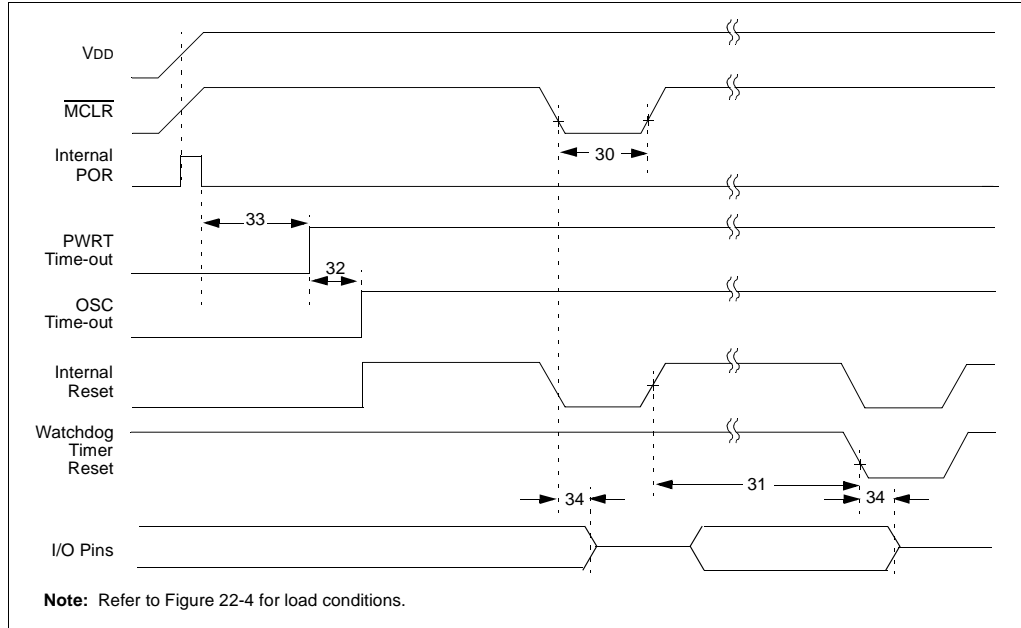 VDD
MCLR
Internal
POR
30
33
PWRT
Time-out
32
OSC
Time-out
Internal
Reset
Watchdog
Timer
Reset
31
34
34
I/O Pins
Note: Refer to Figure 22-4 for load conditions.